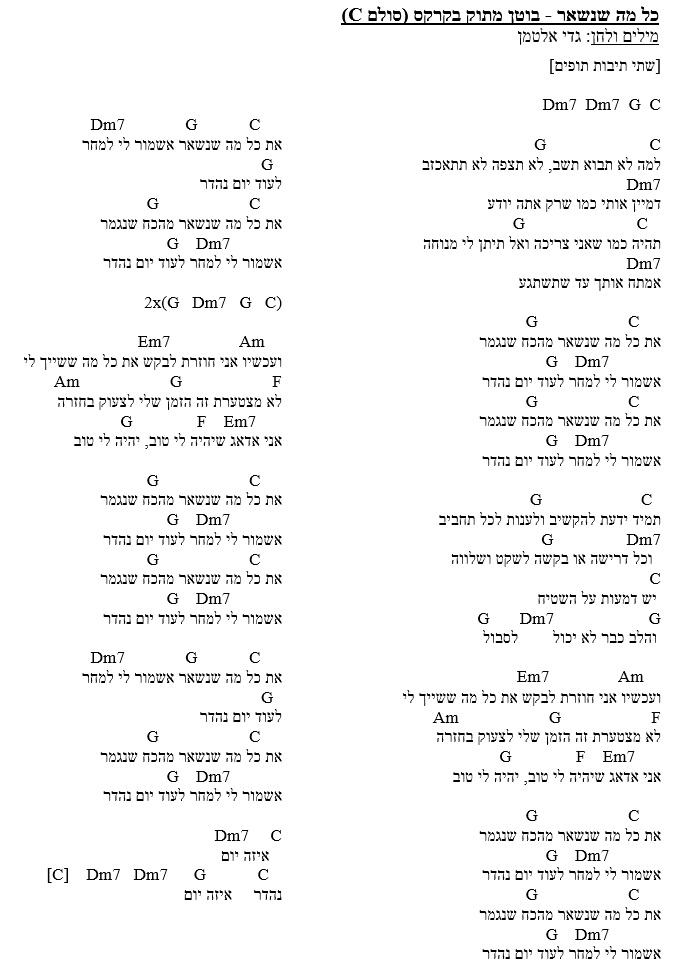 כל מה שנשאר - בוטן מתוק בקרקס (סולם C)
מילים ולחן: גדי אלטמן
[שתי תיבות תופים]
Dm7 Dm7 G C
G C
למה לא תבוא תשב, לא תצפה לא תתאכזב
Dm7
דמיין אותי כמו שרק אתה יודע
G C
תהיה כמו שאני צריכה ואל תיתן לי מנוחה
Dm7
אמתח אותך עד שתשתגע
G C
את כל מה שנשאר מהכח שנגמר
G Dm7
אשמור לי למחר לעוד יום נהדר
G C
את כל מה שנשאר מהכח שנגמר
G Dm7
אשמור לי למחר לעוד יום נהדר
G C
תמיד ידעת להקשיב ולענות לכל תחביב
G Dm7
וכל דרישה או בקשה לשקט ושלווה
C
יש דמעות על השטיח
G Dm7 G
והלב כבר לא יכול לסבול
Em7 Am
ועכשיו אני חוזרת לבקש את כל מה ששייך לי
Am G F
לא מצטערת זה הזמן שלי לצעוק בחזרה
G F Em7
אני אדאג שיהיה לי טוב, יהיה לי טוב
G C
את כל מה שנשאר מהכח שנגמר
G Dm7
אשמור לי למחר לעוד יום נהדר
G C
את כל מה שנשאר מהכח שנגמר
G Dm7
אשמור לי למחר לעוד יום נהדר
Dm7 G C
את כל מה שנשאר אשמור לי למחר
G
לעוד יום נהדר
G C
את כל מה שנשאר מהכח שנגמר
G Dm7
אשמור לי למחר לעוד יום נהדר
2x(G Dm7 G C)
Em7 Am
ועכשיו אני חוזרת לבקש את כל מה ששייך לי
Am G F
לא מצטערת זה הזמן שלי לצעוק בחזרה
G F Em7
אני אדאג שיהיה לי טוב, יהיה לי טוב
G C
את כל מה שנשאר מהכח שנגמר
G Dm7
אשמור לי למחר לעוד יום נהדר
G C
את כל מה שנשאר מהכח שנגמר
G Dm7
אשמור לי למחר לעוד יום נהדר
Dm7 G C
את כל מה שנשאר אשמור לי למחר
G
לעוד יום נהדר
G C
את כל מה שנשאר מהכח שנגמר
G Dm7
אשמור לי למחר לעוד יום נהדר
Dm7 C
איזה יום
[C] Dm7 Dm7 G C
נהדר איזה יום